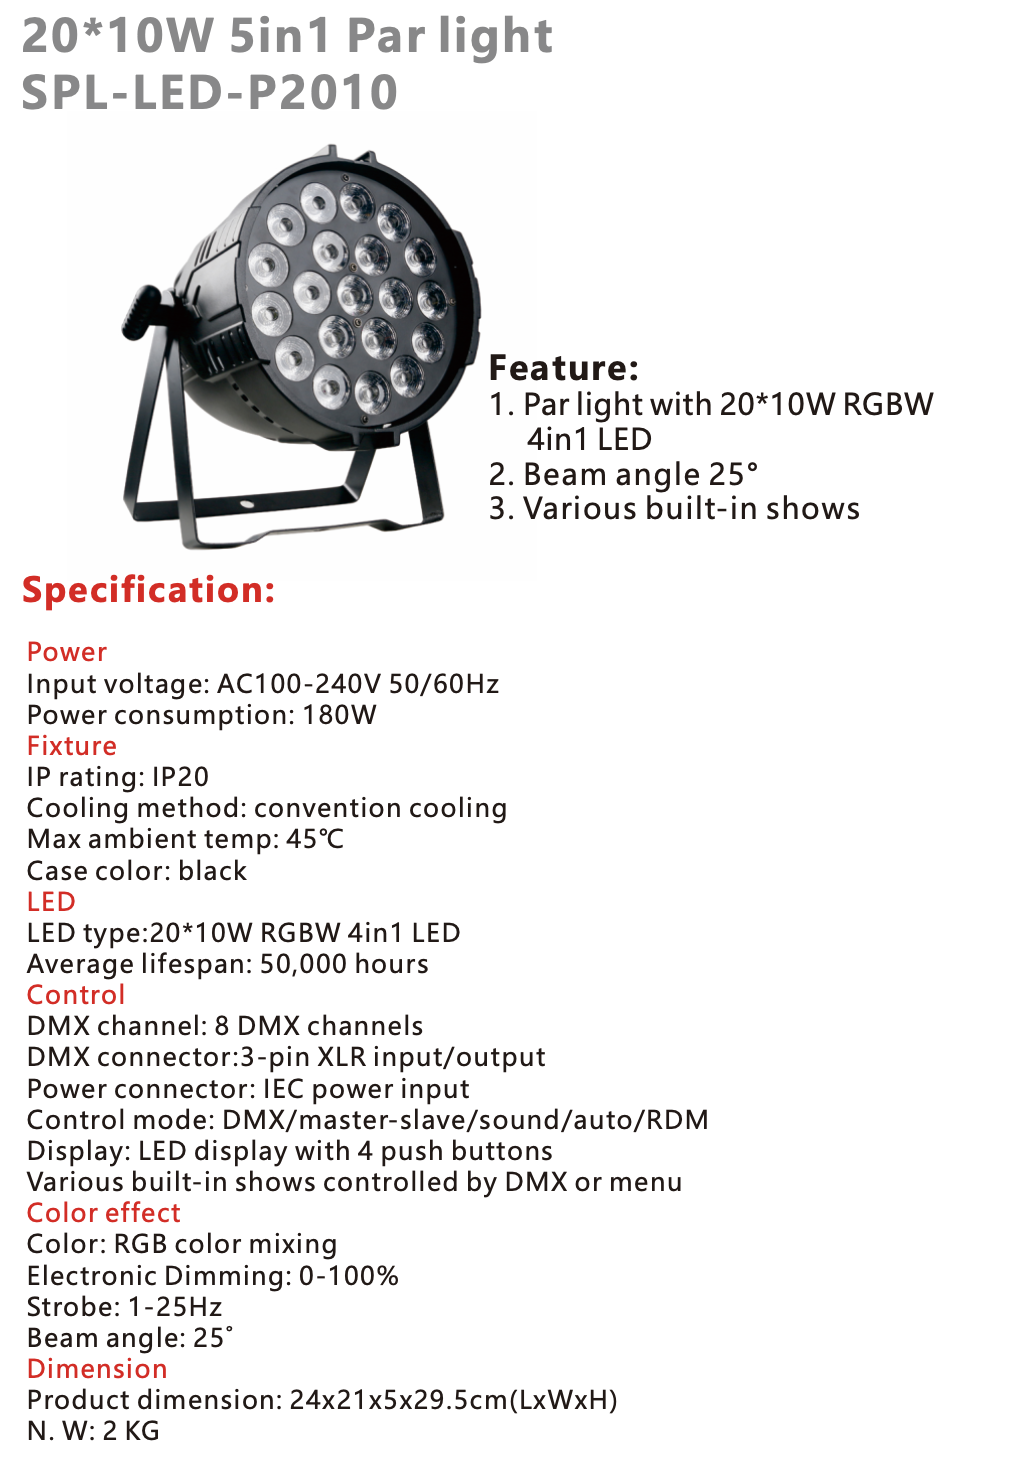 20*10W 5in1 Par light
SPL-LED-P2010
Feature:
1. Par light with 20*10W RGBW
4in1 LED
2. Beam angle 25°
3. Various built-in shows
Specification:
Power
Input voltage: AC100-240V 50/60Hz
Power consumption: 180W
Fixture
IP rating: IP20
Cooling method: convention cooling
Max ambient temp: 45℃
Case color: black
LED
LED type:20*10W RGBW 4in1 LED
Average lifespan: 50,000 hours
Control
DMX channel: 8 DMX channels
DMX connector:3-pin XLR input/output
Power connector: IEC power input
Control mode: DMX/master-slave/sound/auto/RDM
Display: LED display with 4 push buttons
Various built-in shows controlled by DMX or menu
Color effect
Color: RGB color mixing
Electronic Dimming: 0-100%
Strobe: 1-25Hz
Beam angle: 25°
Dimension
Product dimension: 24x21x5x29.5cm(LxWxH)
N. W: 2 KG